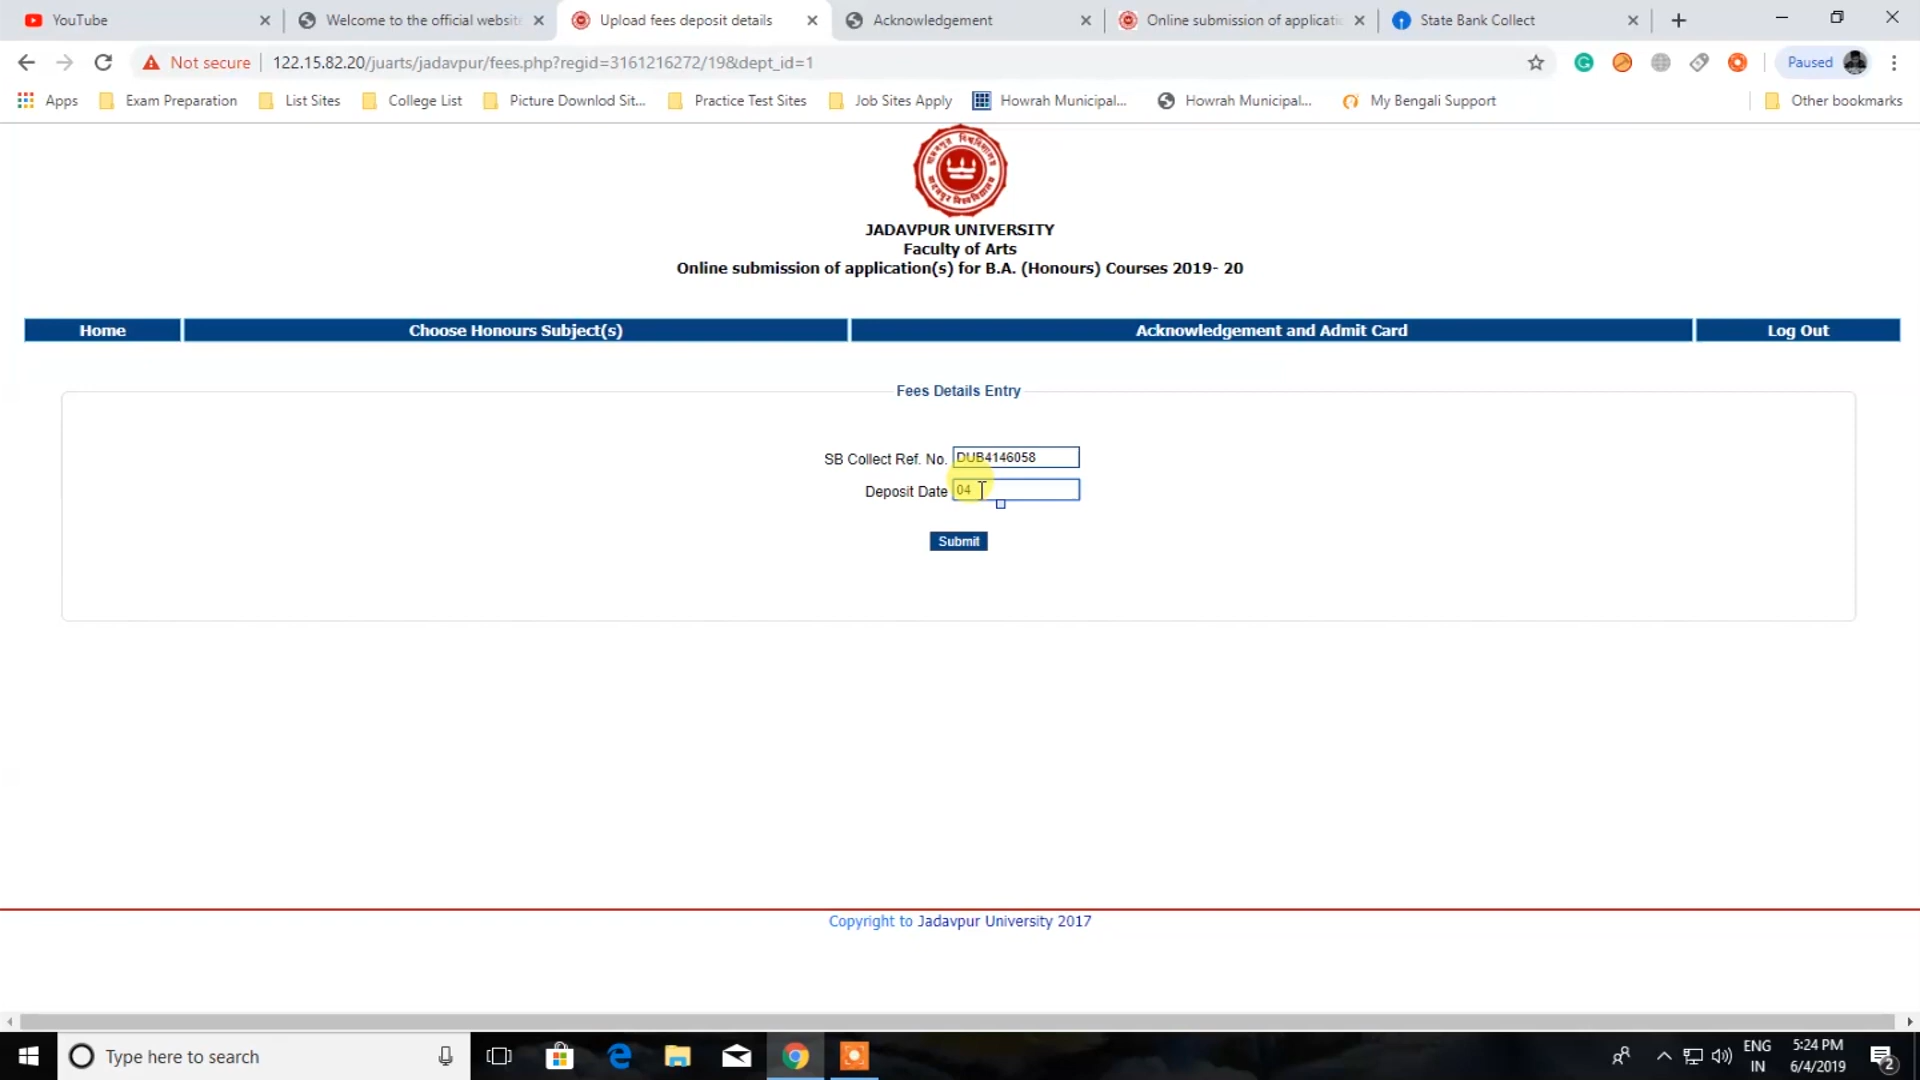 YouTube
Welcome to the official website
Upload fees deposit details
Acknowledgement
Online submission of applicati
State Bank Collect
Not secure
122.15.82.20/juarts/jadavpur/fees.php?regid=3161216272/19&dept_id=1
Paused
Apps
Exam Preparation
List Sites
College List
Picture Downlod Sit...
Practice Test Sites
Job Sites Apply
Howrah Municipal...
Howrah Municipal...
My Bengali Support
Other bookmarks
JADAVPUR UNIVERSITY
Faculty of Arts
Online submission of application(s) for B.A. (Honours) Courses 2019- 20
Home
Choose Honours Subject(s)
Acknowledgement and Admit Card
Log Out
Fees Details Entry
SB Collect Ref. No. DUB4146058
Deposit Date 04
Submit
Copyright to Jadavpur University 2017
Type here to search
ENG
IN
5:24 PM
6/4/2019
2